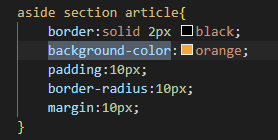 aside section article{
border:solid 2px black;
background-color:orange;
padding:10px;
border-radius:10px;
margin:10px;
}